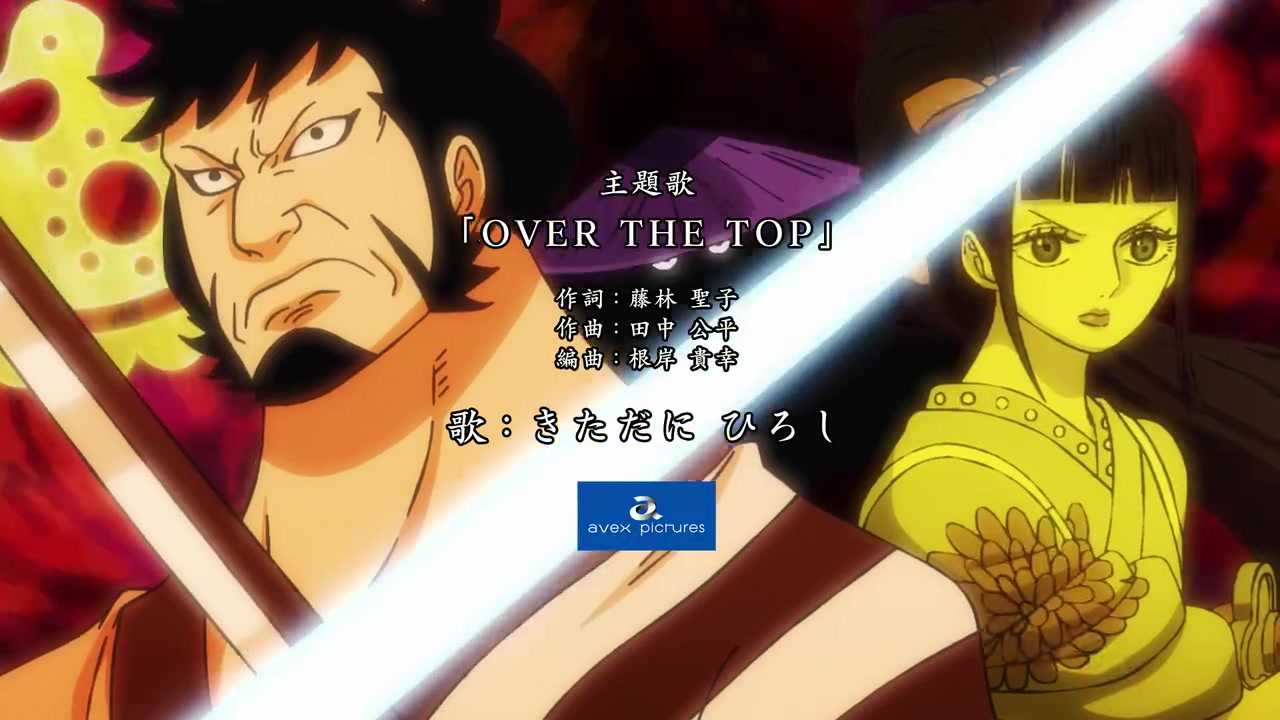 主題歌
「OVER THE TOP」
作詞：藤林 聖子
作曲：田中 公平
編曲：根岸 貴幸
歌：きただに ひろし
avex pictures